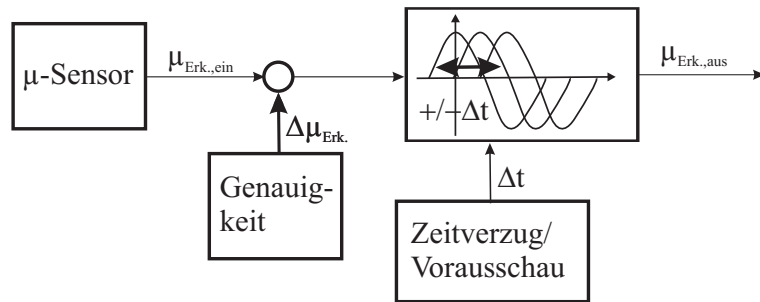 µ-Sensor
μErk.,ein
ΔμErk.
Genauig-
keit
+/−Δt
Δt
Zeitverzug/
Vorausschau
μErk.,aus